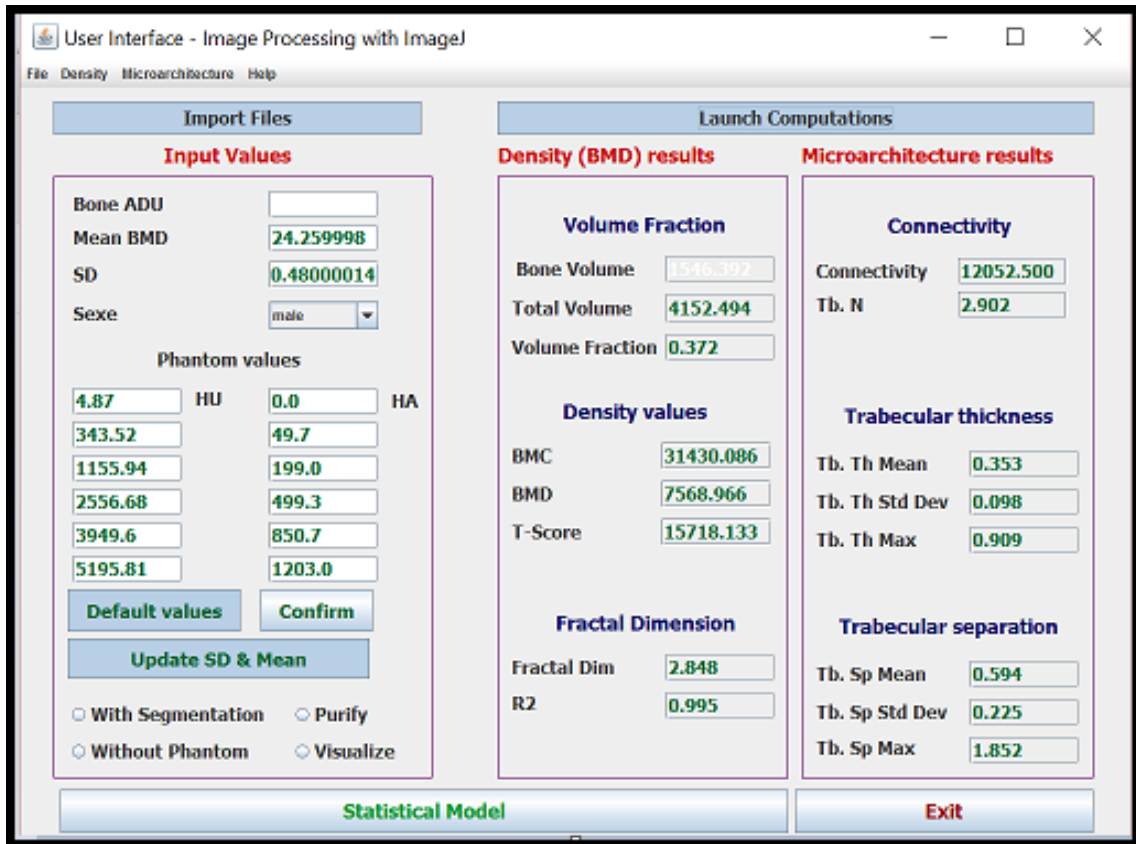 User Interface - Image Processing with ImageJ
File Density Microarchitecture Help
Import Files
Launch Computations
Input Values
Density (BMD) results
Microarchitecture results
Bone ADU
Mean BMD 24.259998
SD 0.48000014
Sexe male
Phantom values
4.87 HU 0.0 HA
343.52 49.7
1155.94 199.0
2556.68 499.3
3949.6 850.7
5195.81 1203.0
Default values Confirm
Update SD & Mean
With Segmentation Purify
Without Phantom Visualize
Volume Fraction
Bone Volume 1546.392
Total Volume 4152.494
Volume Fraction 0.372
Density values
BMC 31430.086
BMD 7568.966
T-Score 15718.133
Fractal Dimension
Fractal Dim 2.848
R2 0.995
Connectivity
Connectivity 12052.500
Tb. N 2.902
Trabecular thickness
Tb. Th Mean 0.353
Tb. Th Std Dev 0.098
Tb. Th Max 0.909
Trabecular separation
Tb. Sp Mean 0.594
Tb. Sp Std Dev 0.225
Tb. Sp Max 1.852
Statistical Model
Exit